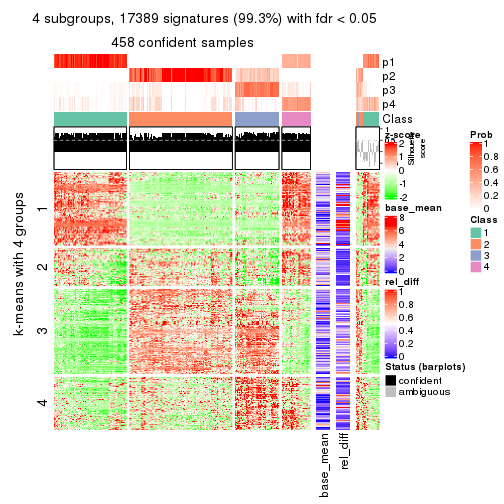 4 subgroups, 17389 signatures (99.3%) with fdr < 0.05
458 confident samples
p1
p2
p3
p4
Class
1
Silhouette
score
k-means with 4 groups
1
2
3
4
base_mean
rel_diff
z-score
2
1
0
-1
-2
base_mean
8
6
4
2
0
rel_diff
1
0.8
0.6
0.4
0.2
0
Status (barplots)
confident
ambiguous
Prob
1
0.8
0.6
0.4
0.2
0
Class
1
2
3
4